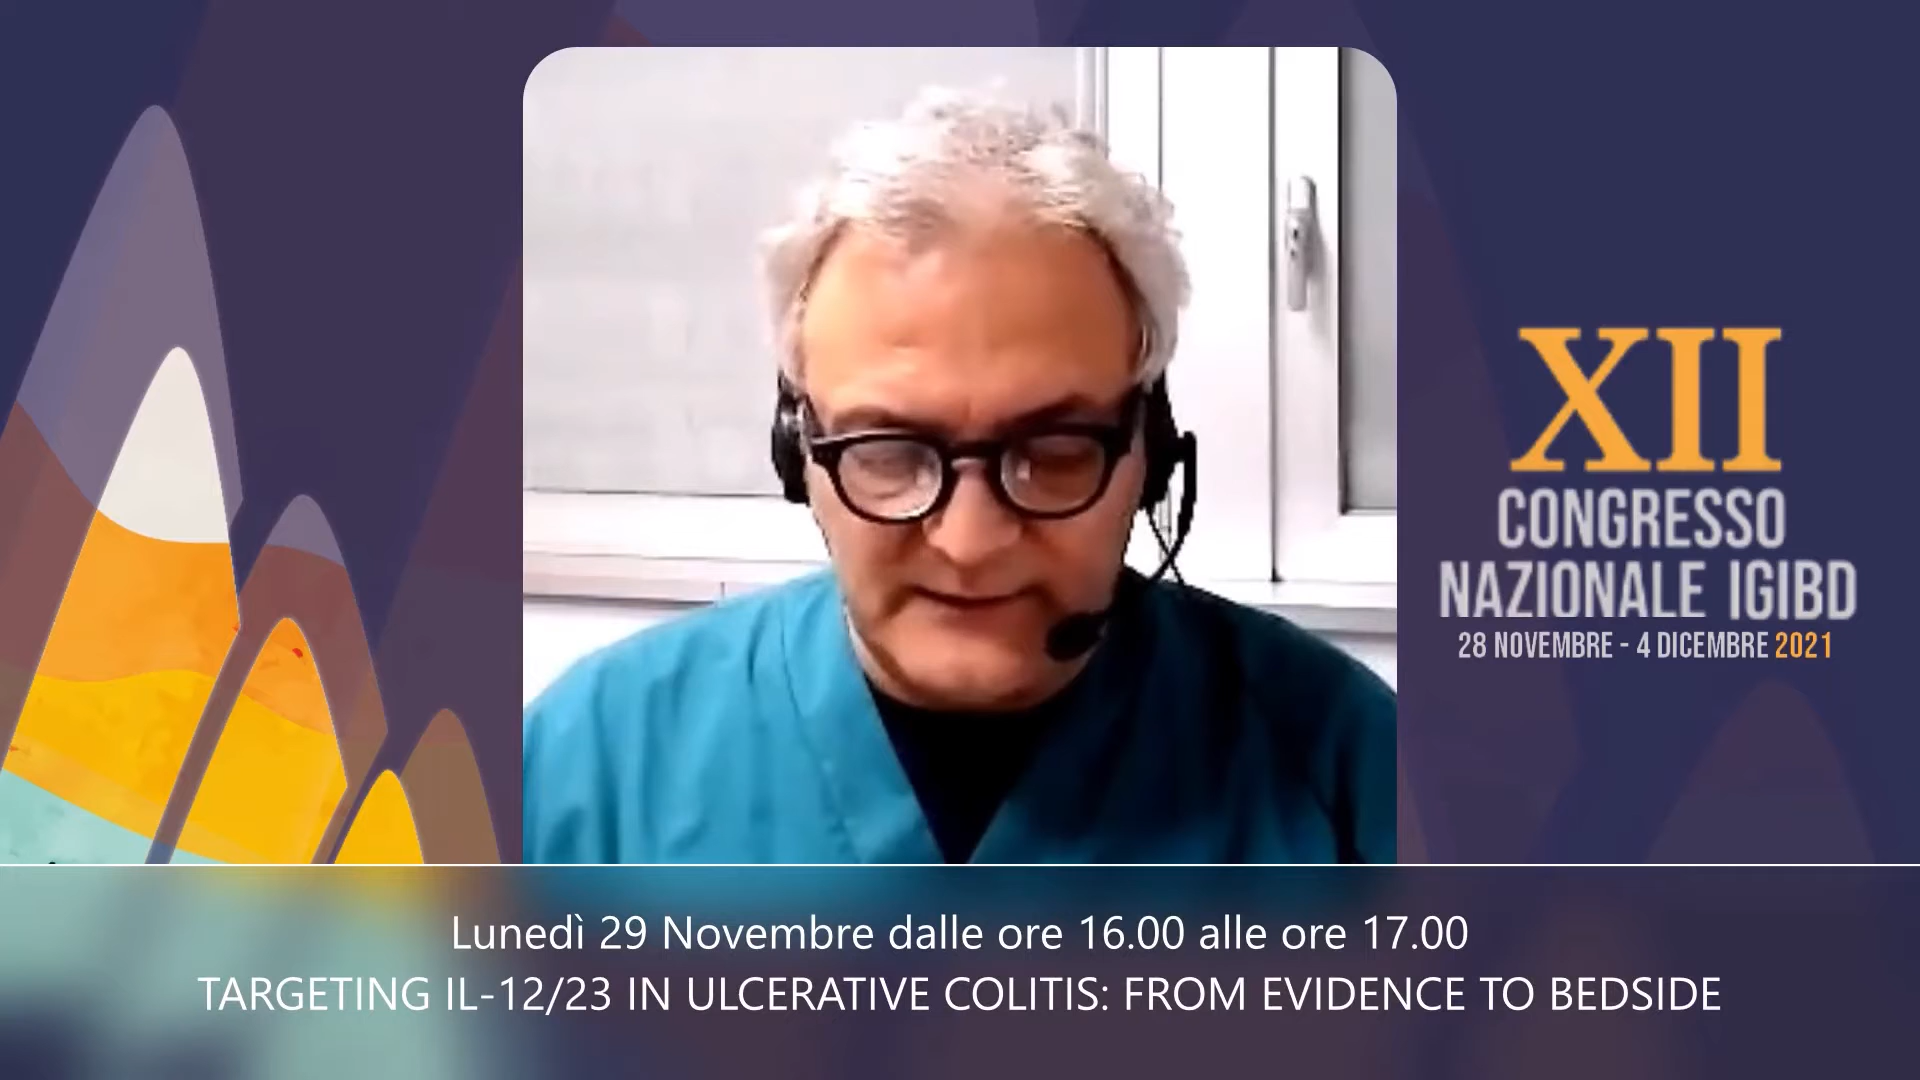 XII
CONGRESSO
NAZIONALE IGIBD
28 NOVEMBRE - 4 DICEMBRE 2021
Lunedì 29 Novembre dalle ore 16.00 alle ore 17.00
TARGETING IL-12/23 IN ULCERATIVE COLITIS: FROM EVIDENCE TO BEDSIDE